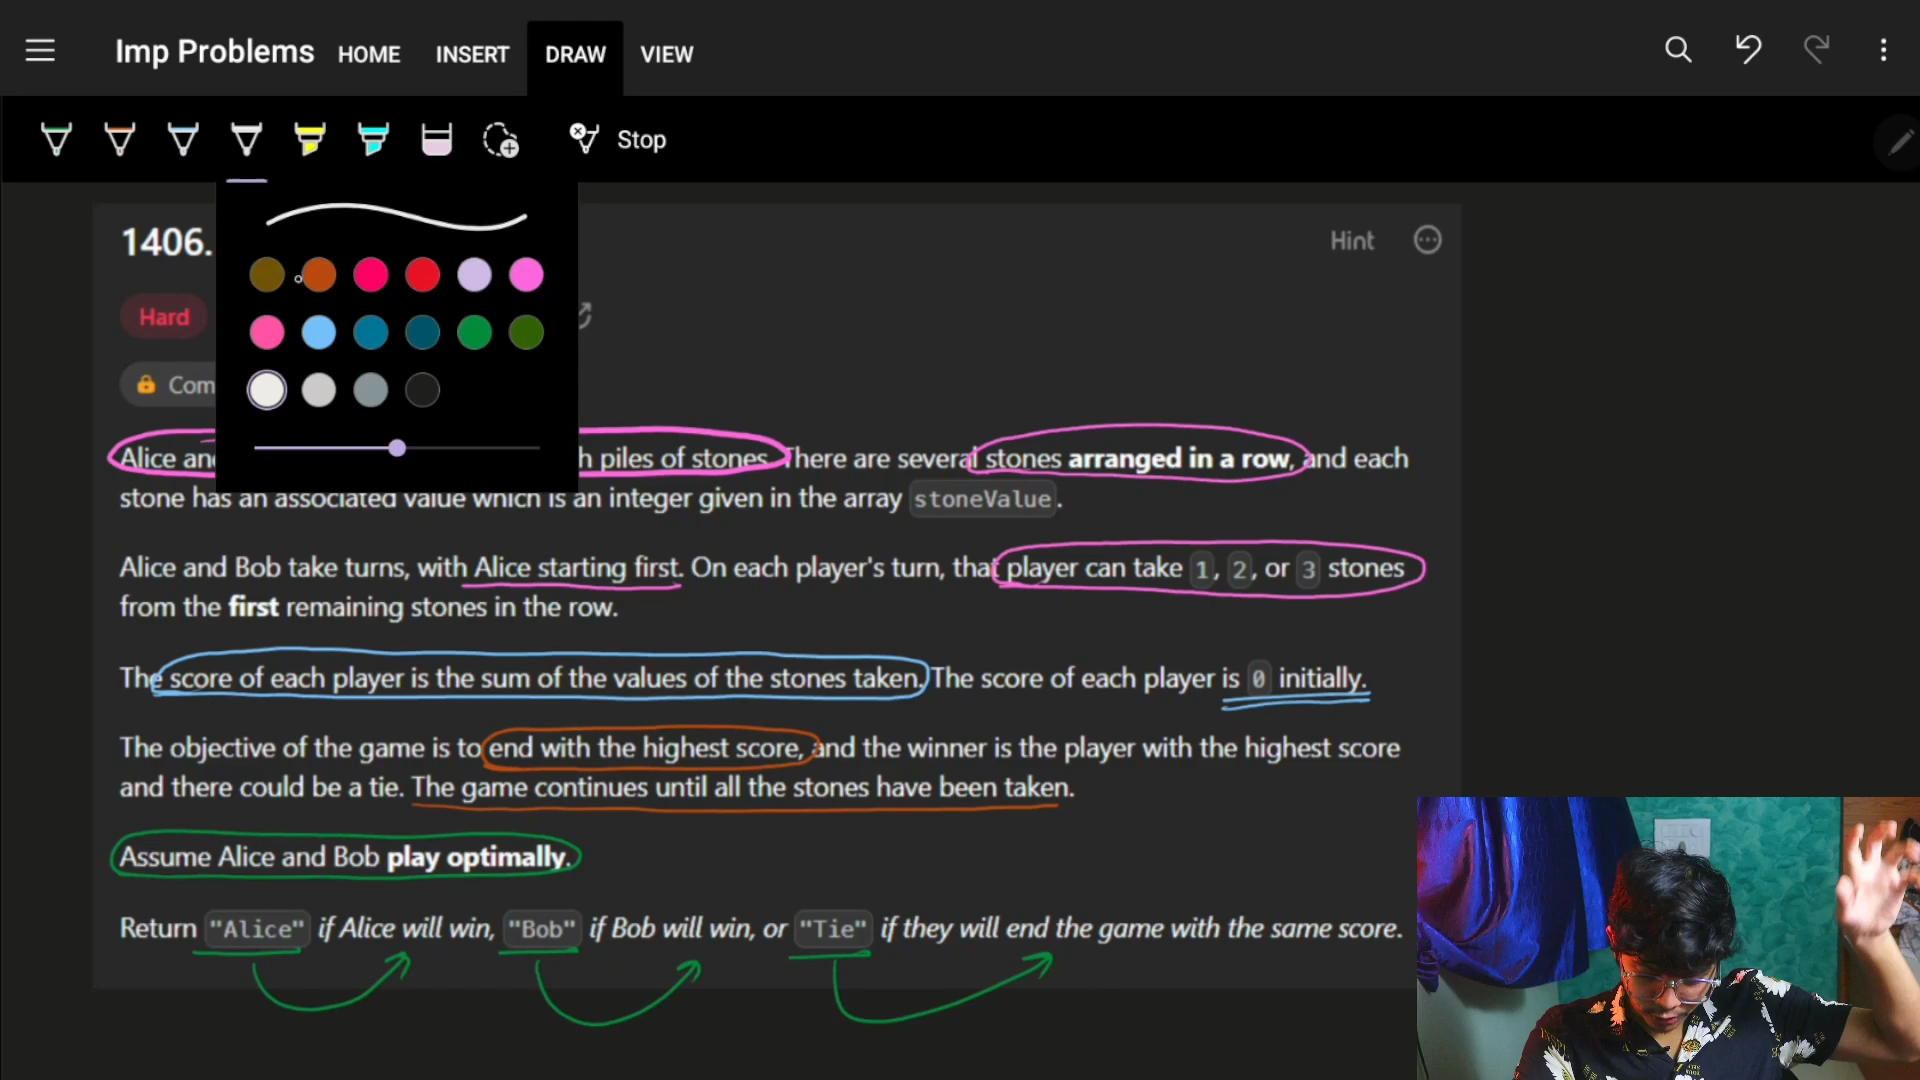 Imp Problems HOME INSERT DRAW VIEW
Stop
1406.
Hint
Hard
Com
Alice and h piles of stones. There are several stones arranged in a row, and each
stone has an associated value which is an integer given in the array stoneValue.
Alice and Bob take turns, with Alice starting first. On each player's turn, that player can take 1, 2, or 3 stones
from the first remaining stones in the row.
The score of each player is the sum of the values of the stones taken. The score of each player is 0 initially.
The objective of the game is to end with the highest score, and the winner is the player with the highest score
and there could be a tie. The game continues until all the stones have been taken.
Assume Alice and Bob play optimally.
Return "Alice" if Alice will win, "Bob" if Bob will win, or "Tie" if they will end the game with the same score.